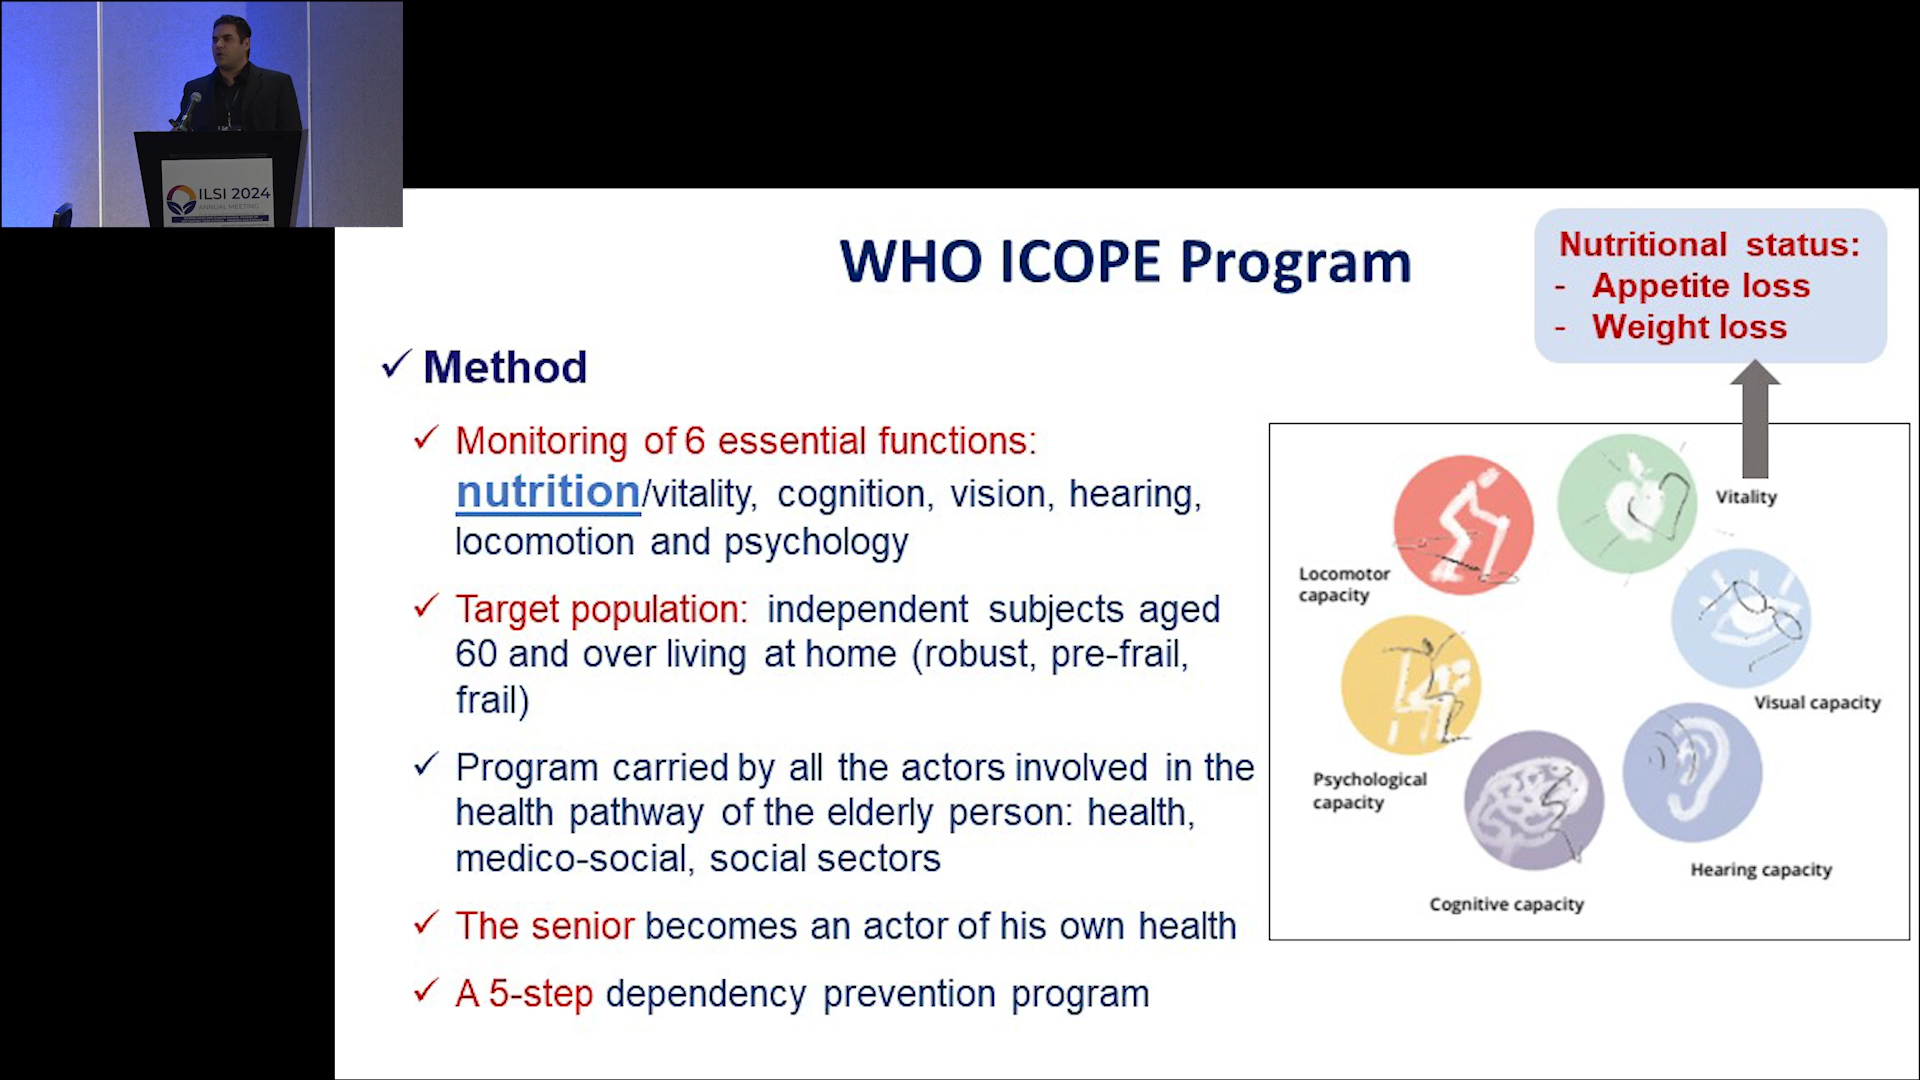 ILSI 2024
ANNUAL MEETING
WHO ICOPE Program
Nutritional status:
- Appetite loss
- Weight loss
✓ Method
✓ Monitoring of 6 essential functions:
nutrition/vitality, cognition, vision, hearing,
locomotion and psychology
✓ Target population: independent subjects aged
60 and over living at home (robust, pre-frail,
frail)
✓ Program carried by all the actors involved in the
health pathway of the elderly person: health,
medico-social, social sectors
✓ The senior becomes an actor of his own health
✓ A 5-step dependency prevention program
Vitality
Locomotor
capacity
Visual capacity
Psychological
capacity
Hearing capacity
Cognitive capacity